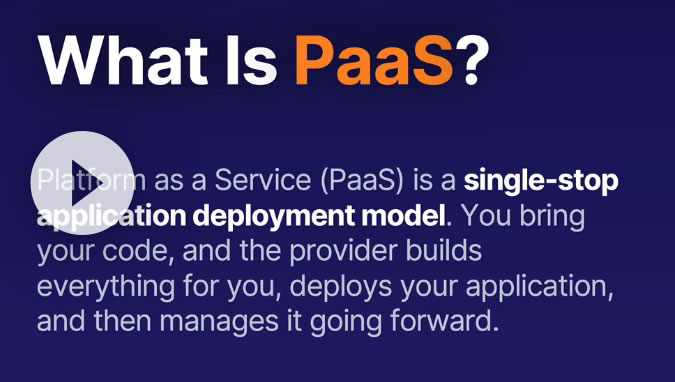 What Is PaaS?
Platform as a Service (PaaS) is a single-stop
application deployment model. You bring
your code, and the provider builds
everything for you, deploys your application,
and then manages it going forward.